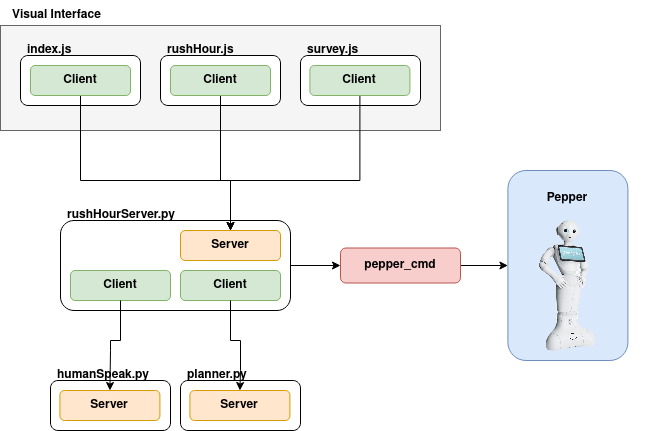 Visual Interface
index.js
rushHour.js
survey.js
Client
Client
Client
rushHourServer.py
Server
Client
Client
pepper_cmd
Pepper
humanSpeak.py
planner.py
Server
Server